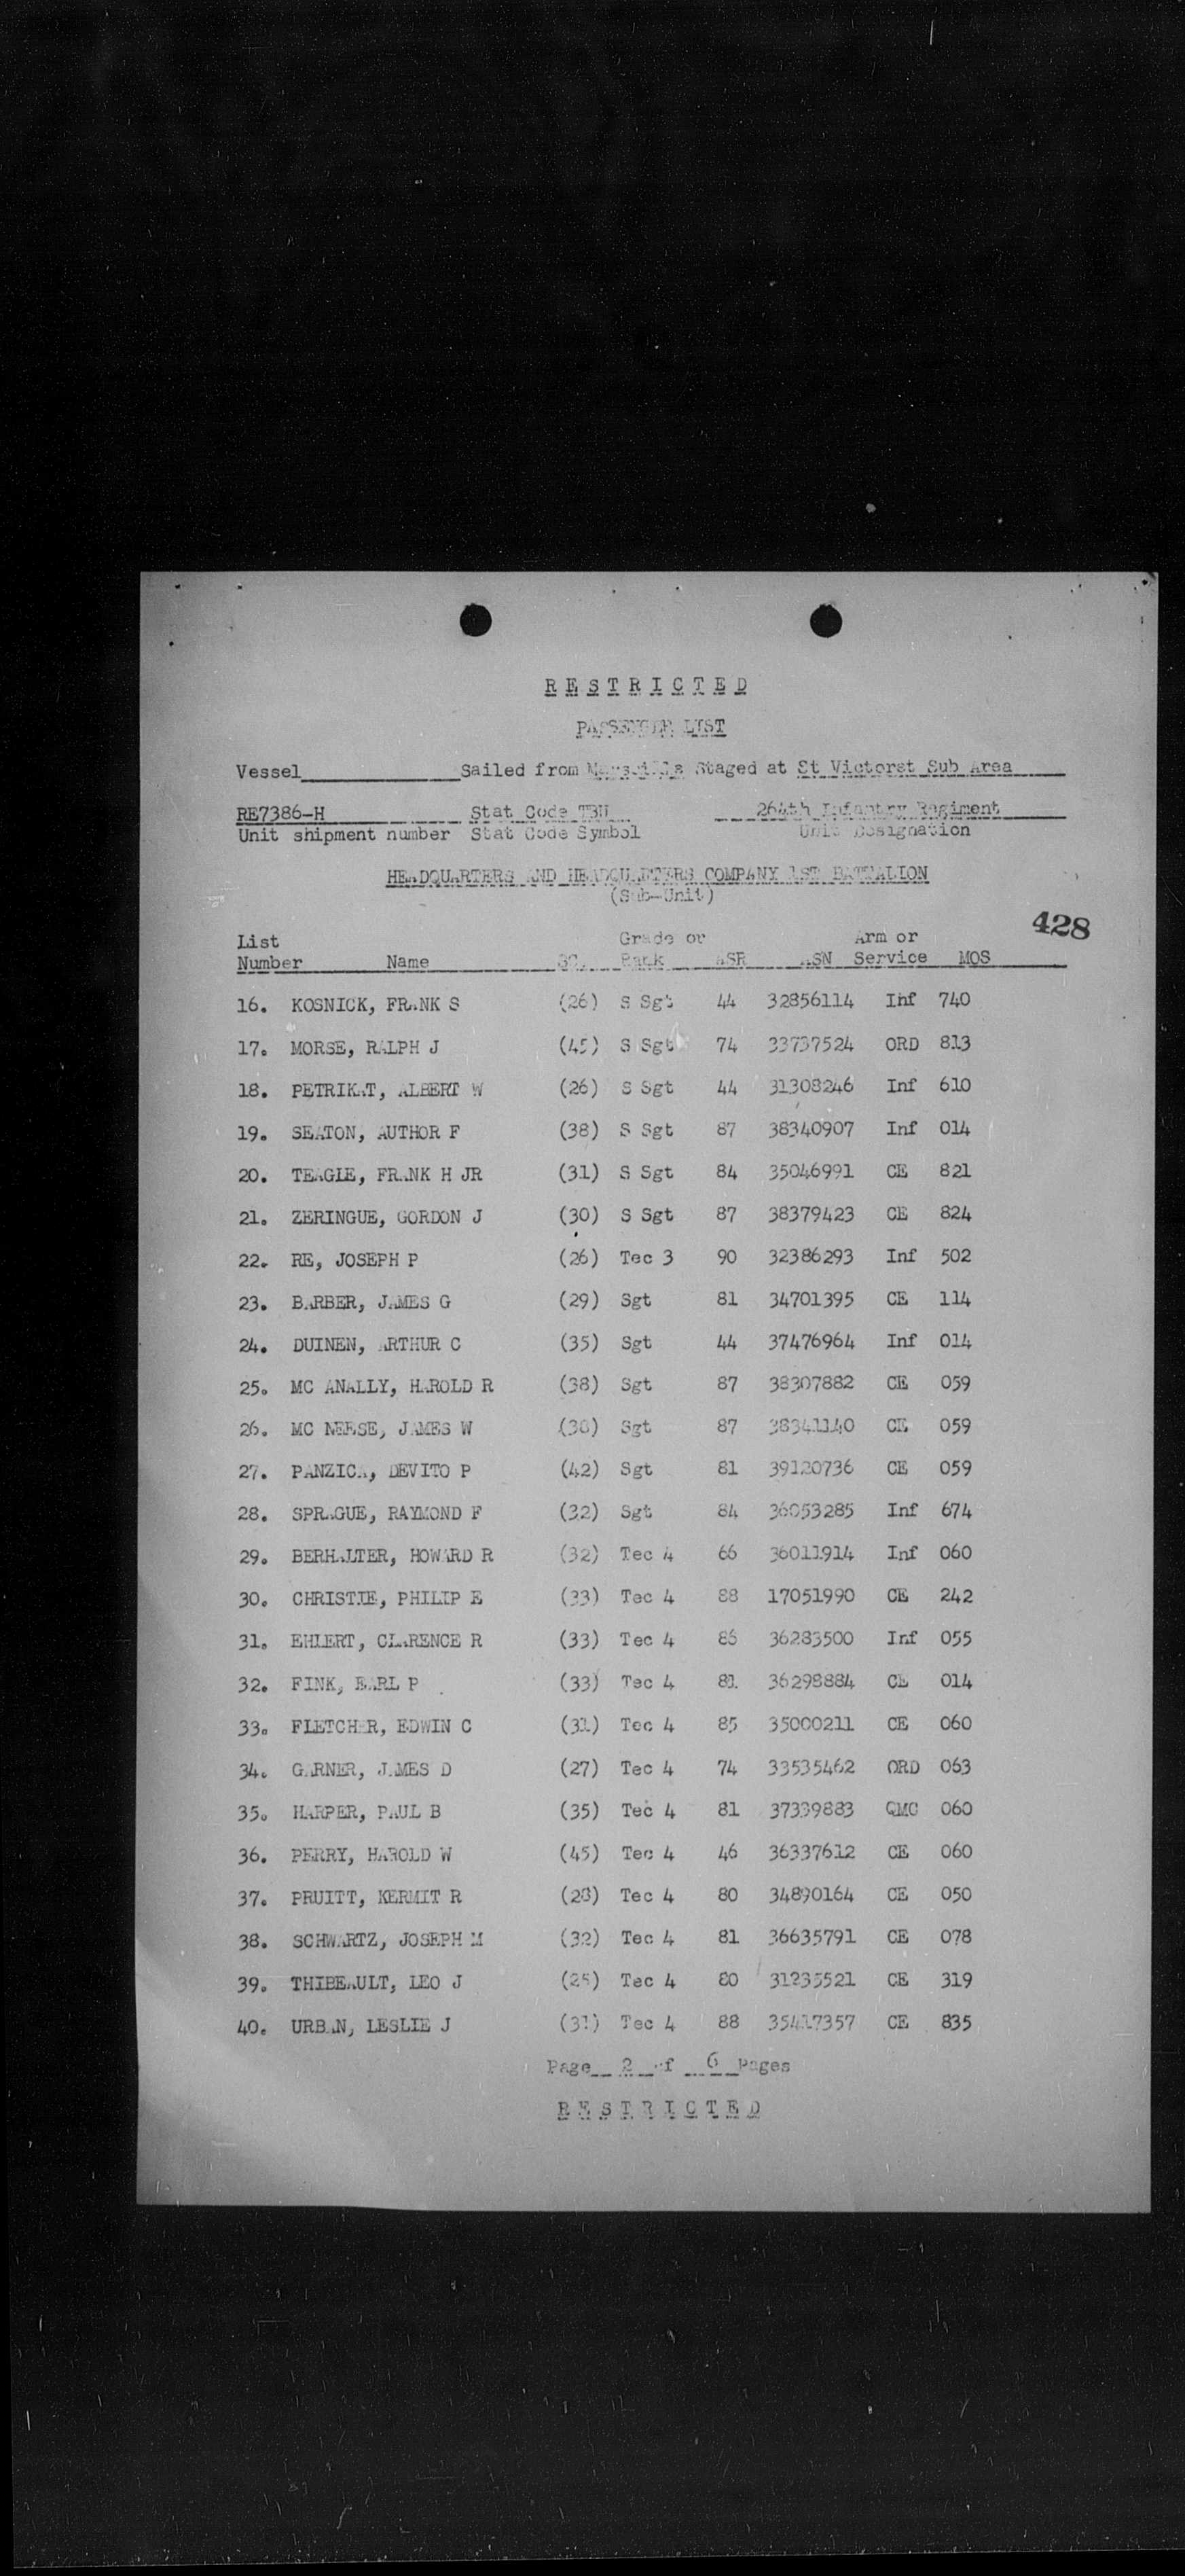 RESTRICTED
PASSENGER LIST
Vessel Sailed from Marseille Staged at St Victoret Sub Area
RE7386-H Stat Code TBU 264th Infantry Regiment
Unit shipment number Stat Code Symbol Unit Designation
HEADQUARTERS AND HEADQUARTERS COMPANY 1ST BATTALION
(Sub-Unit)
428
List Grade or Arm or
Number Name SC. Rank ASR ASN Service MOS
16. KOSNICK, FRANK S (26) S Sgt 44 32856114 Inf 740
17. MORSE, RALPH J (45) S Sgt 74 33737524 ORD 813
18. PETRIKAT, ALBERT W (26) S Sgt 44 31308246 Inf 610
19. SEATON, AUTHOR F (38) S Sgt 87 38340907 Inf 014
20. TEAGLE, FRANK H JR (31) S Sgt 84 35046991 CE 821
21. ZERINGUE, GORDON J (30) S Sgt 87 38379423 CE 824
22. RE, JOSEPH P (26) Tec 3 90 32386293 Inf 502
23. BARBER, JAMES G (29) Sgt 81 34701395 CE 114
24. DUINEN, ARTHUR C (35) Sgt 44 37476964 Inf 014
25. MC ANALLY, HAROLD R (38) Sgt 87 38307882 CE 059
26. MC NEESE, JAMES W (38) Sgt 87 38341140 CE 059
27. PANZICA, DEVITO P (42) Sgt 81 39120736 CE 059
28. SPRAGUE, RAYMOND F (32) Sgt 84 36053285 Inf 674
29. BERHALTER, HOWARD R (32) Tec 4 66 36011914 Inf 060
30. CHRISTIE, PHILIP E (33) Tec 4 88 17051990 CE 242
31. EHLERT, CLARENCE R (33) Tec 4 86 36283500 Inf 055
32. FINK, EARL P (33) Tec 4 81 36298884 CE 014
33. FLETCHER, EDWIN C (31) Tec 4 85 35000211 CE 060
34. GARNER, JAMES D (27) Tec 4 74 33535462 ORD 063
35. HARPER, PAUL B (35) Tec 4 81 37339883 QMC 060
36. PERRY, HAROLD W (45) Tec 4 46 36337612 CE 060
37. PRUITT, KERMIT R (28) Tec 4 80 34890164 CE 050
38. SCHWARTZ, JOSEPH M (32) Tec 4 81 36635791 CE 078
39. THIBEAULT, LEO J (25) Tec 4 80 31235521 CE 319
40. URBAN, LESLIE J (31) Tec 4 88 35417357 CE 835
Page 2 of 6 Pages
RESTRICTED